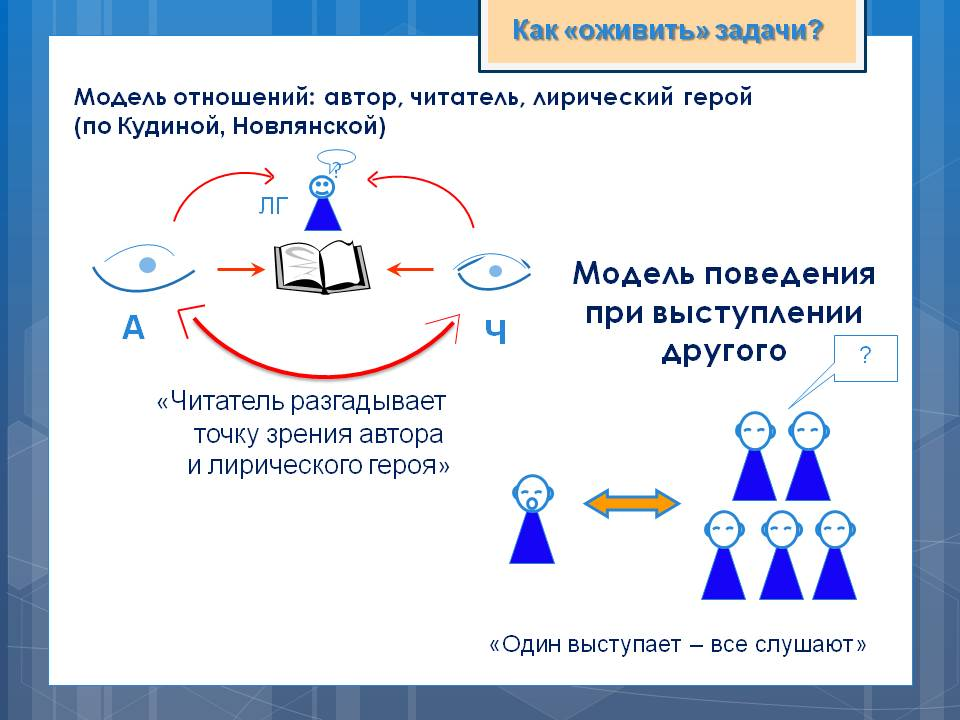 Как «оживить» задачи?
Модель отношений: автор, читатель, лирический герой
(по Кудиной, Новлянской)
?
ЛГ
А
Ч
«Читатель разгадывает
точку зрения автора
и лирического героя»
Модель поведения
при выступлении
другого
?
«Один выступает – все слушают»